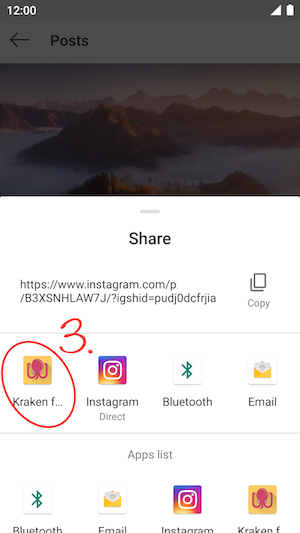 12:00
Posts
Share
https://www.instagram.com/p
/B3XSNHLAW7J/?igshid=pudj0dcfrjia
Copy
3.
Kraken f...
Instagram
Direct
Bluetooth
Email
Apps list
Bluetooth
Email
Instagram
Kraken f...